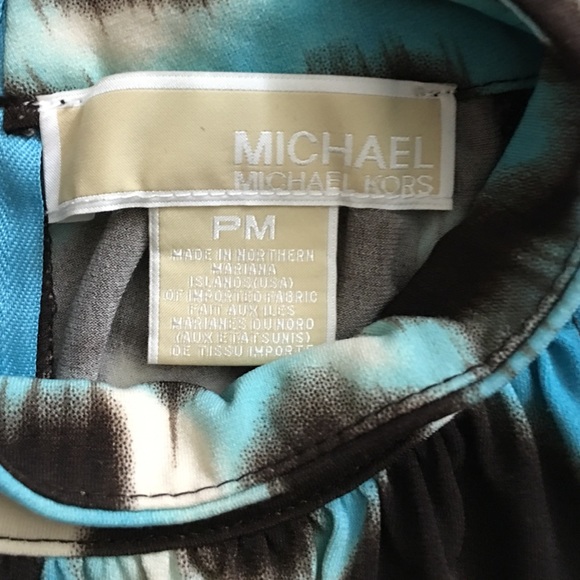 MICHAEL
MICHAEL KORS
PM
MADE IN NORTHERN
MARIANA
ISLANDS(USA)
OF IMPORTED FABRIC
FAIT AUX ILES
MARIANES DU NORD
(AUX ETATS UNIS)
DE TISSU IMPORTE